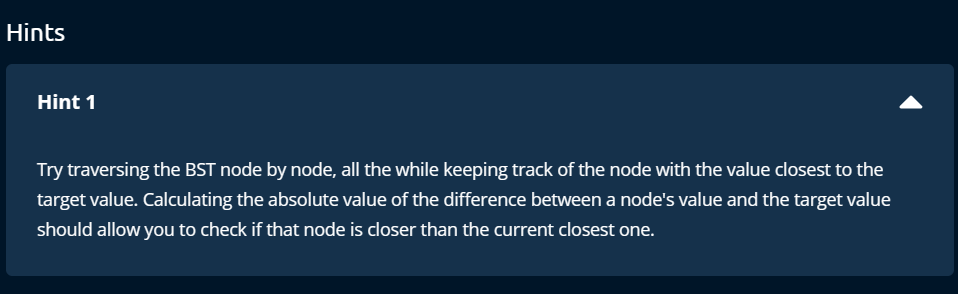 Hints
Hint 1
Try traversing the BST node by node, all the while keeping track of the node with the value closest to the
target value. Calculating the absolute value of the difference between a node's value and the target value
should allow you to check if that node is closer than the current closest one.